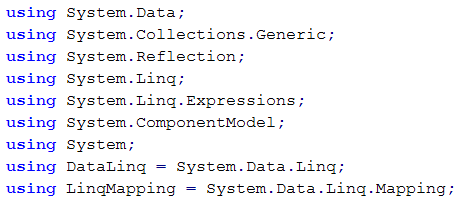 using System.Data;
using System.Collections.Generic;
using System.Reflection;
using System.Linq;
using System.Linq.Expressions;
using System.ComponentModel;
using System;
using DataLinq = System.Data.Linq;
using LinqMapping = System.Data.Linq.Mapping;